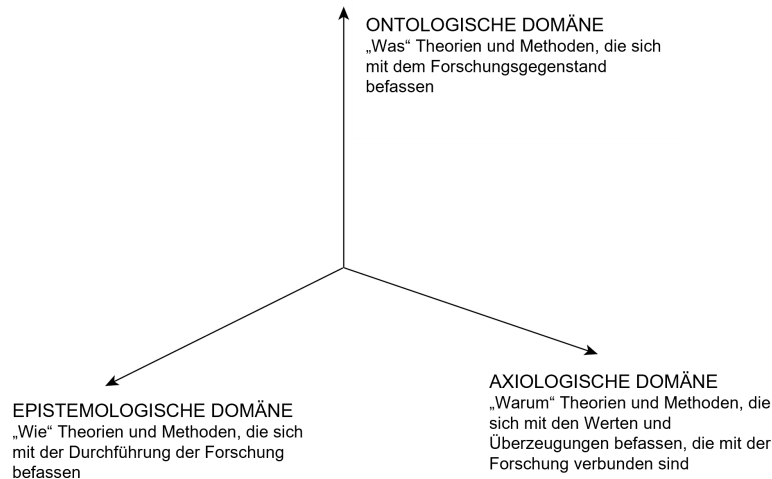 ONTOLOGISCHE DOMÄNE
„Was“ Theorien und Methoden, die sich
mit dem Forschungsgegenstand
befassen
EPISTEMOLOGISCHE DOMÄNE
„Wie“ Theorien und Methoden, die sich
mit der Durchführung der Forschung
befassen
AXIOLOGISCHE DOMÄNE
„Warum“ Theorien und Methoden, die
sich mit den Werten und
Überzeugungen befassen, die mit der
Forschung verbunden sind